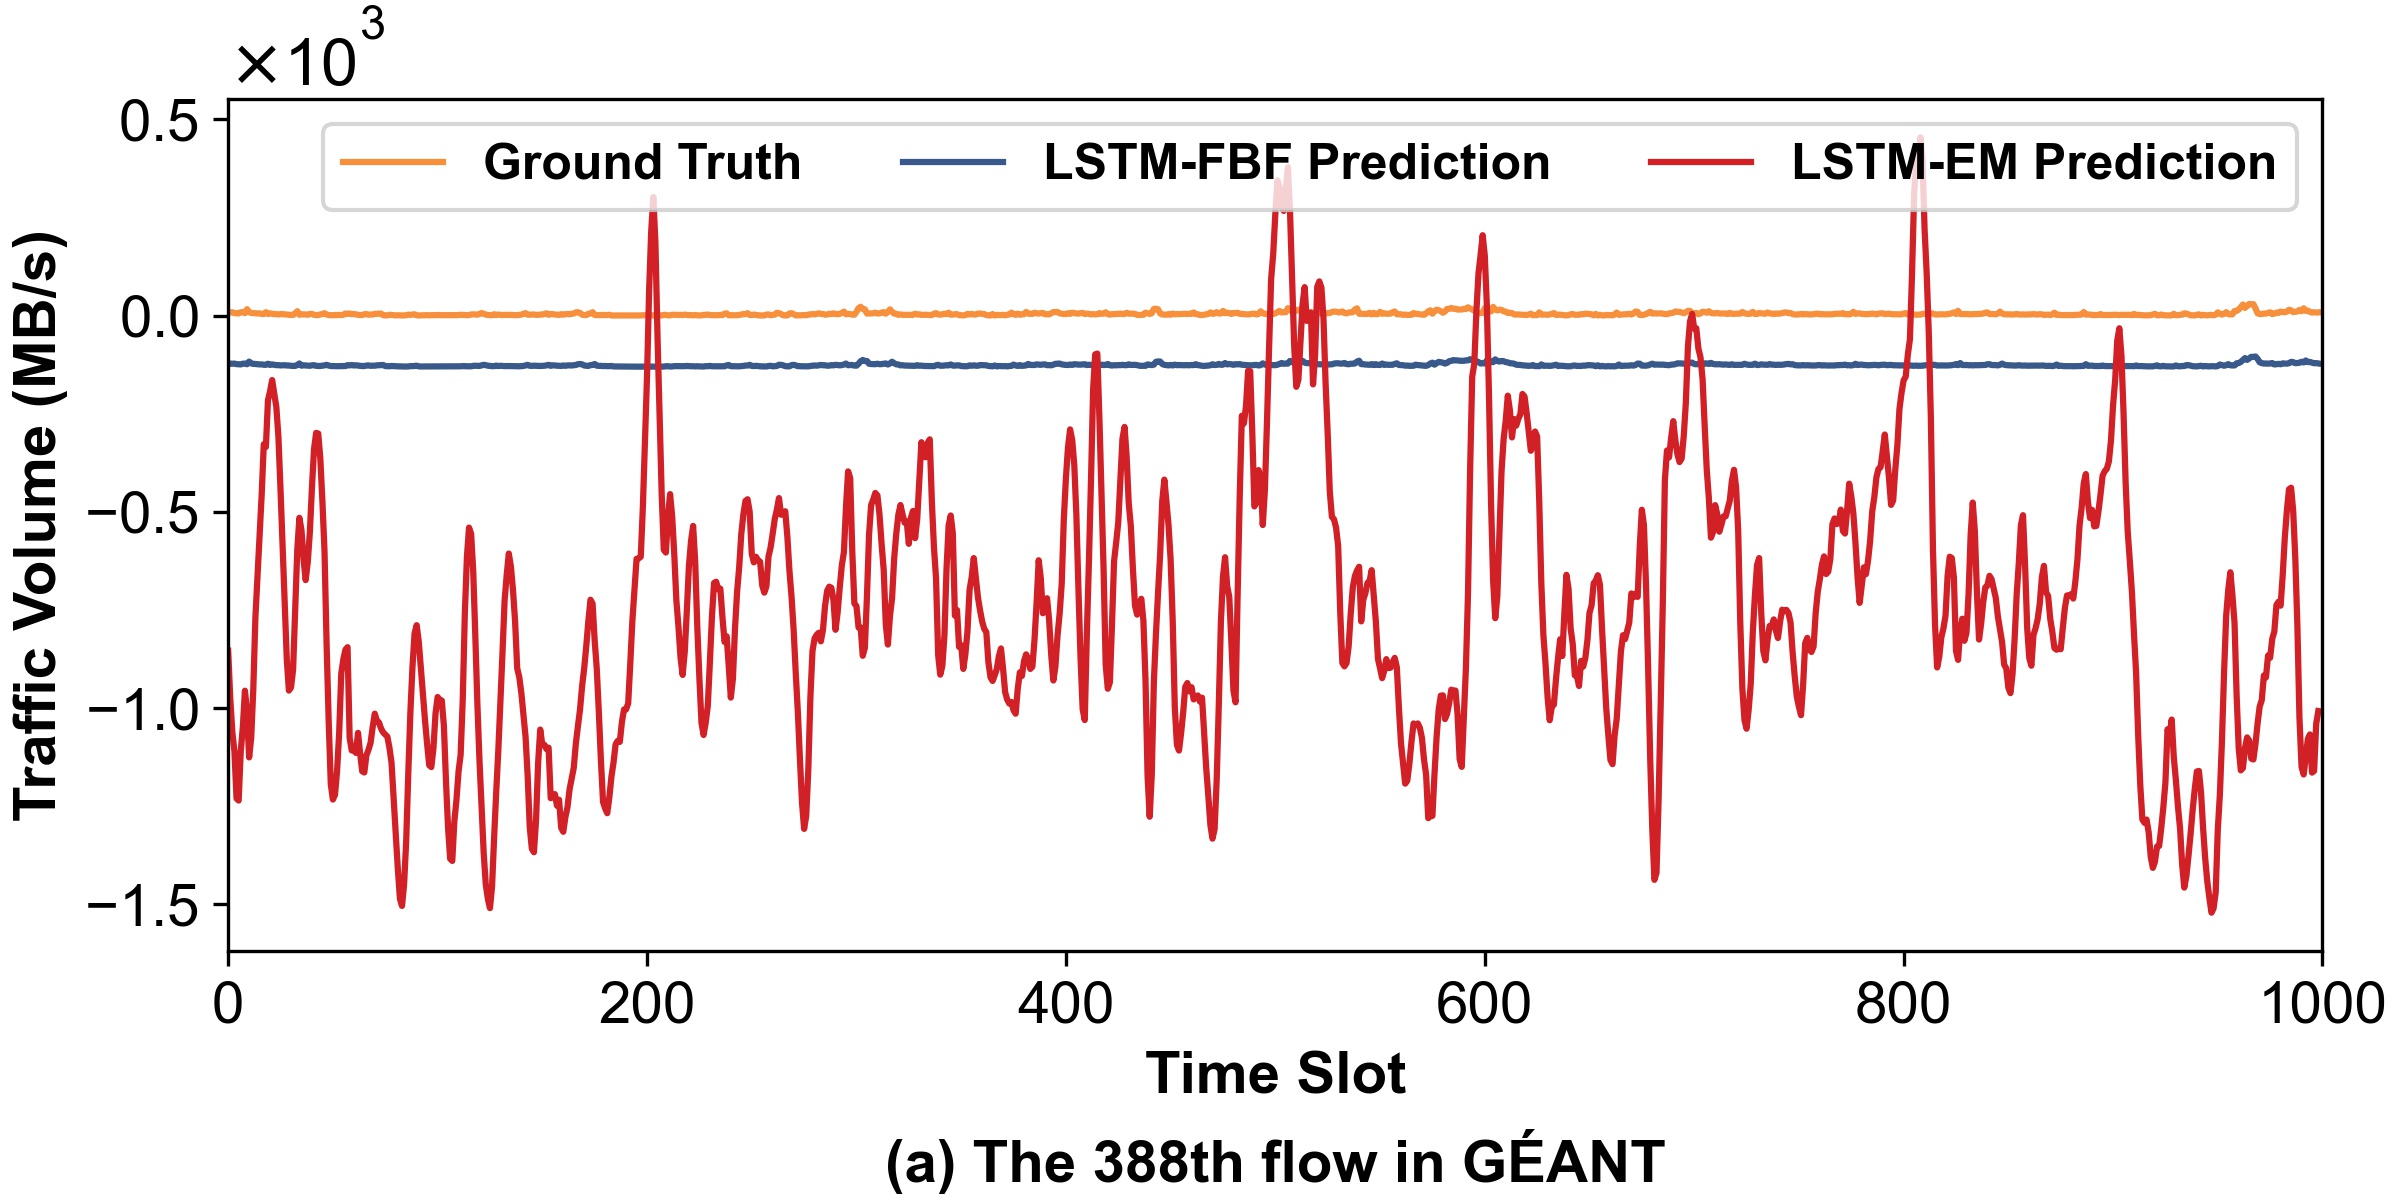 ×10³
0.5
0.0
−0.5
−1.0
−1.5
Traffic Volume (MB/s)
Ground Truth
LSTM-FBF Prediction
LSTM-EM Prediction
0 200 400 600 800 1000
Time Slot
(a) The 388th flow in GÉANT